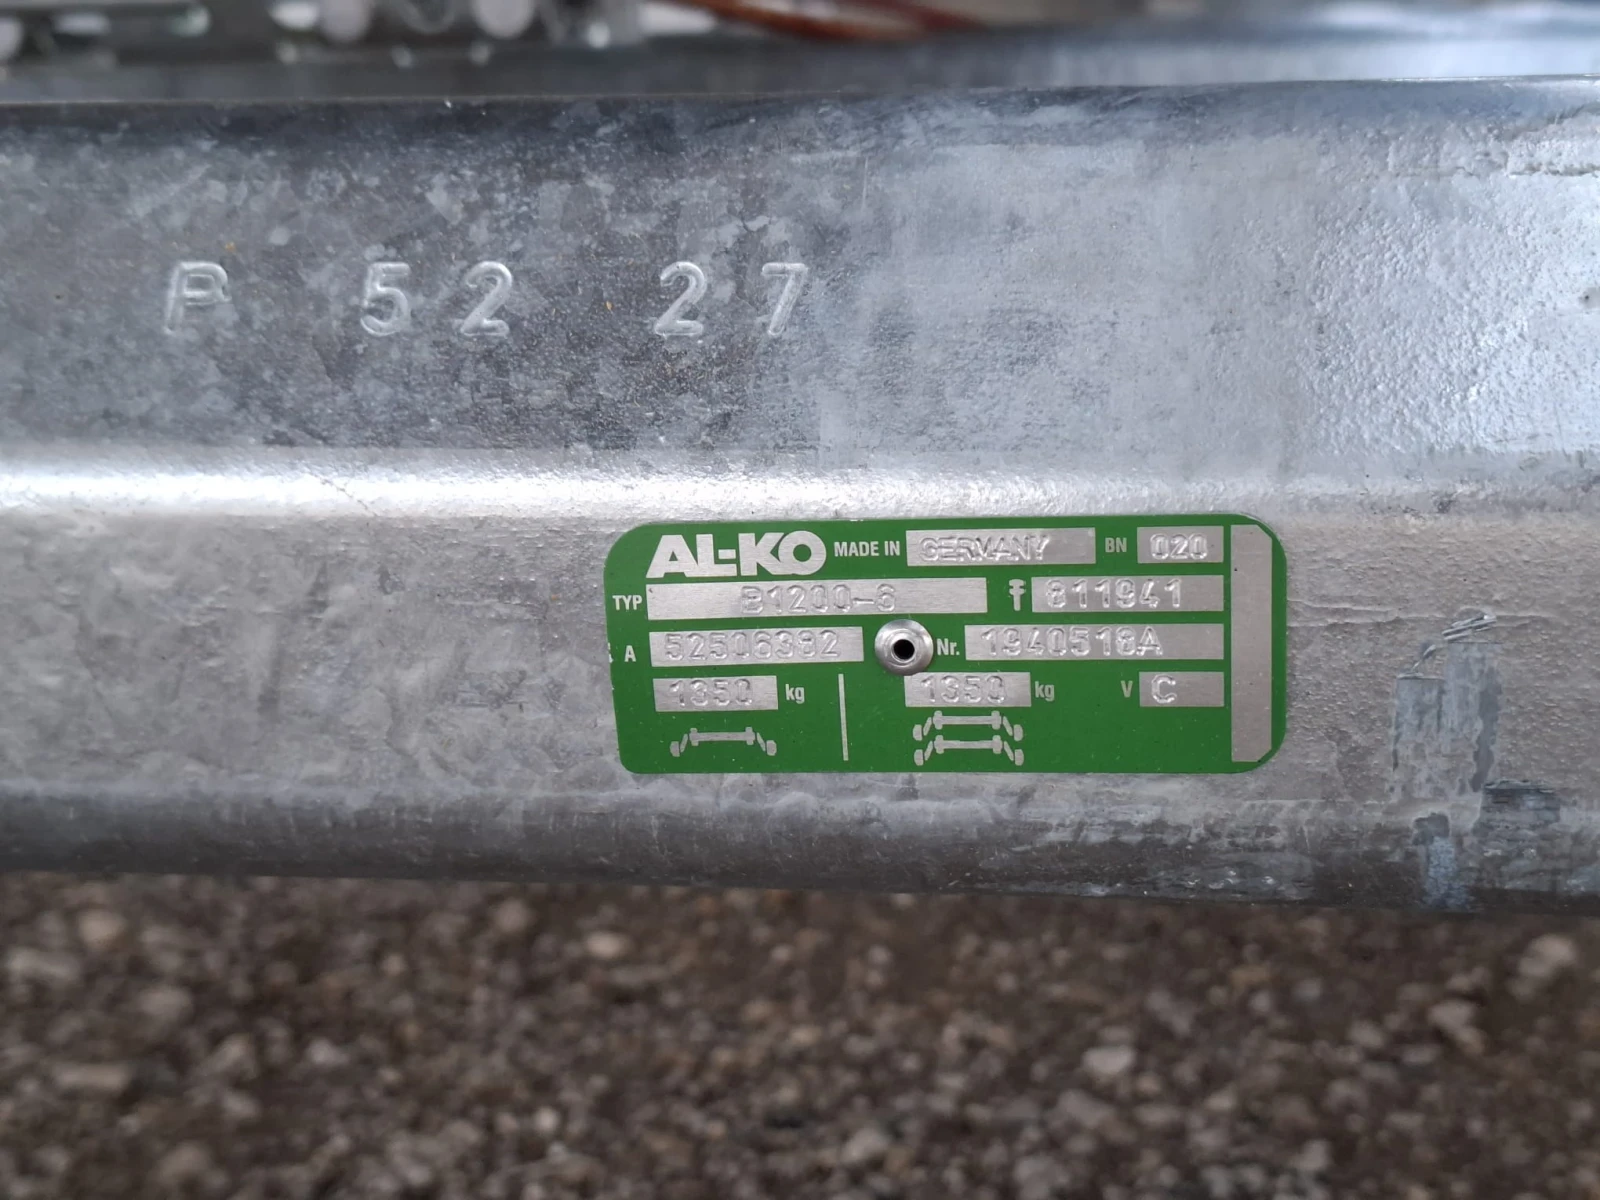 P 52 27
AL-KO MADE IN GERMANY BN 020
TYP B1200-6 811941
A 52506382 Nr. 1940518A
1350 kg 1350 kg V C